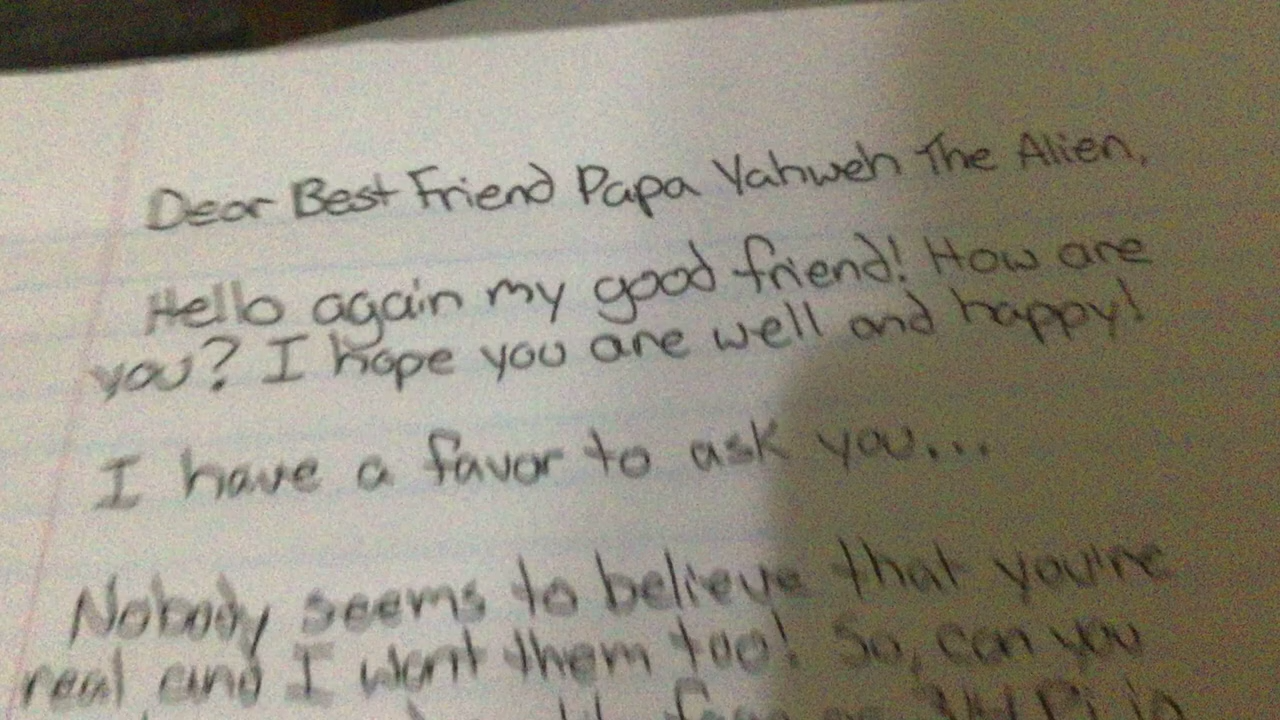 Dear Best Friend Papa Yahweh The Alien,
Hello again my good friend! How are
you? I hope you are well and happy!
I have a favor to ask you...
Nobody seems to believe that you're
real and I want them too! So, can you